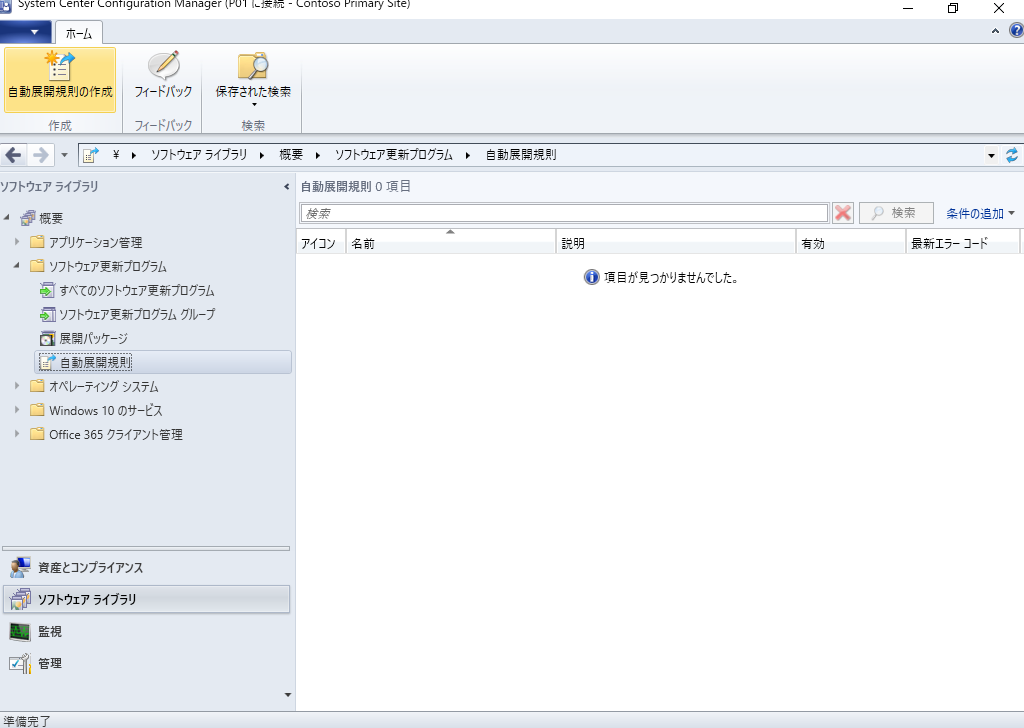 System Center Configuration Manager (P01 に接続 - Contoso Primary Site)
ホーム
自動展開規則の作成
フィードバック
保存された検索
作成
フィードバック
検索
¥ ソフトウェア ライブラリ 概要 ソフトウェア更新プログラム 自動展開規則
ソフトウェア ライブラリ
概要
アプリケーション管理
ソフトウェア更新プログラム
すべてのソフトウェア更新プログラム
ソフトウェア更新プログラム グループ
展開パッケージ
自動展開規則
オペレーティング システム
Windows 10 のサービス
Office 365 クライアント管理
資産とコンプライアンス
ソフトウェア ライブラリ
監視
管理
自動展開規則 0 項目
検索
検索
条件の追加
アイコン 名前 説明 有効 最新エラー コード
項目が見つかりませんでした。
準備完了